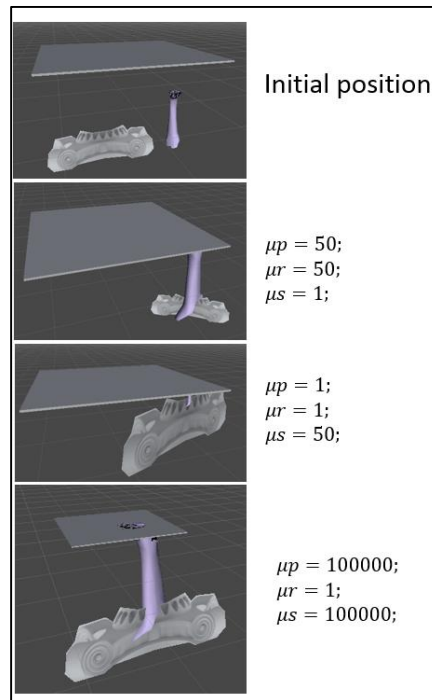 Initial position
𝜇𝑝 = 50;
𝜇𝑟 = 50;
𝜇𝑠 = 1;
𝜇𝑝 = 1;
𝜇𝑟 = 1;
𝜇𝑠 = 50;
𝜇𝑝 = 100000;
𝜇𝑟 = 1;
𝜇𝑠 = 100000;